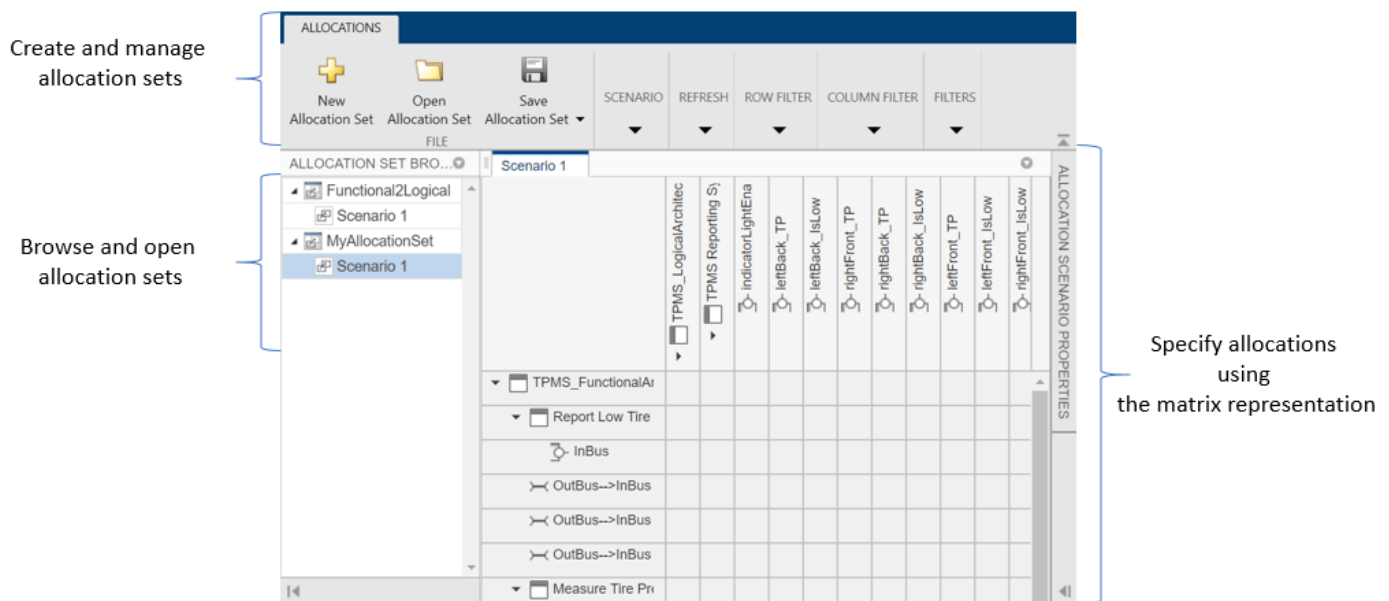 Create and manage
allocation sets
ALLOCATIONS
New
Allocation Set
Open
Allocation Set
Save
Allocation Set
FILE
SCENARIO
REFRESH
ROW FILTER
COLUMN FILTER
FILTERS
Browse and open
allocation sets
ALLOCATION SET BRO...
Functional2Logical
Scenario 1
MyAllocationSet
Scenario 1
Scenario 1
TPMS_LogicalArchitec
TPMS Reporting Sy
indicatorLightEna
leftBack_TP
leftBack_IsLow
rightFront_TP
rightBack_TP
rightBack_IsLow
leftFront_TP
leftFront_IsLow
rightFront_IsLow
TPMS_FunctionalAr
Report Low Tire
InBus
OutBus-->InBus
OutBus-->InBus
OutBus-->InBus
Measure Tire Pre
ALLOCATION SCENARIO PROPERTIES
Specify allocations
using
the matrix representation